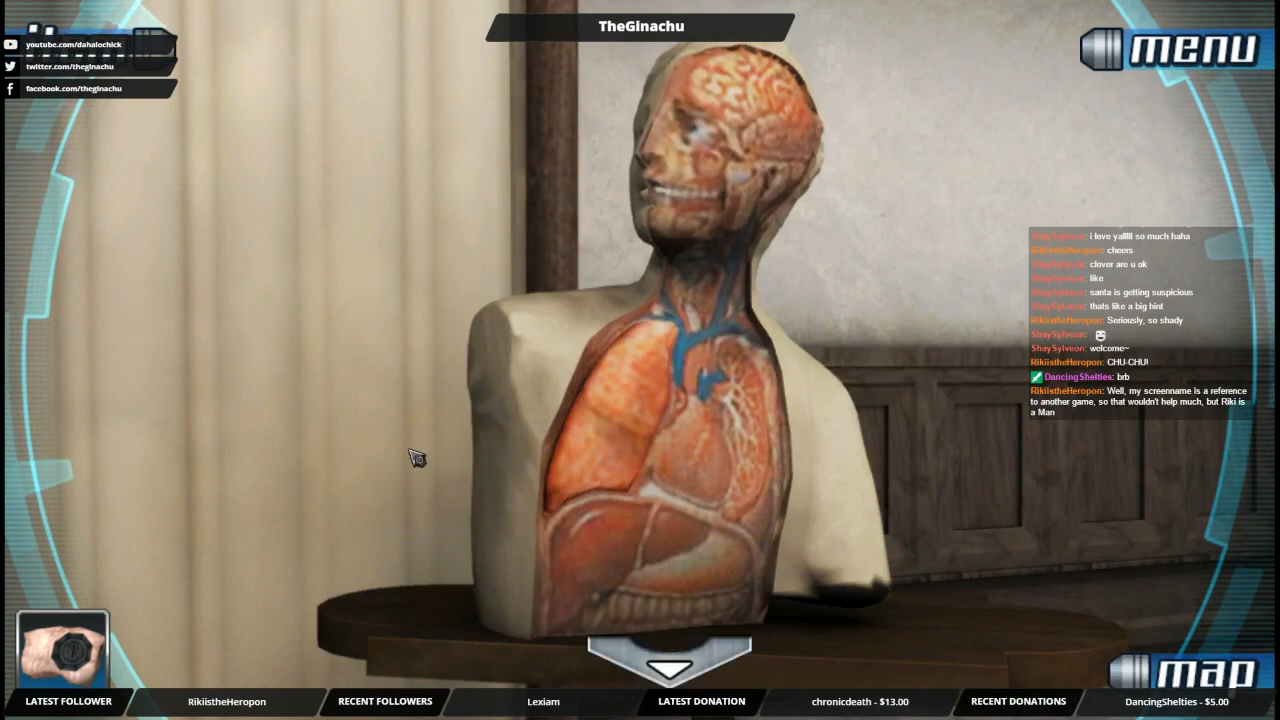 TheGinachu
youtube.com/dahalochick
twitter.com/theginachu
facebook.com/theginachu
menu
ShaySylveon: i love yallllll so much haha
RikiistheHeropon: cheers
ShaySylveon: clover are u ok
ShaySylveon: like
ShaySylveon: santa is getting suspicious
ShaySylveon: thats like a big hint
RikiistheHeropon: Seriously, so shady
ShaySylveon:
ShaySylveon: welcome~
RikiistheHeropon: CHU-CHU!
DancingShelties: brb
RikiistheHeropon: Well, my screenname is a reference
to another game, so that wouldn't help much, but Riki is
a Man
map
LATEST FOLLOWER RikiistheHeropon RECENT FOLLOWERS Lexiam LATEST DONATION chronicdeath - $13.00 RECENT DONATIONS DancingShelties - $5.00